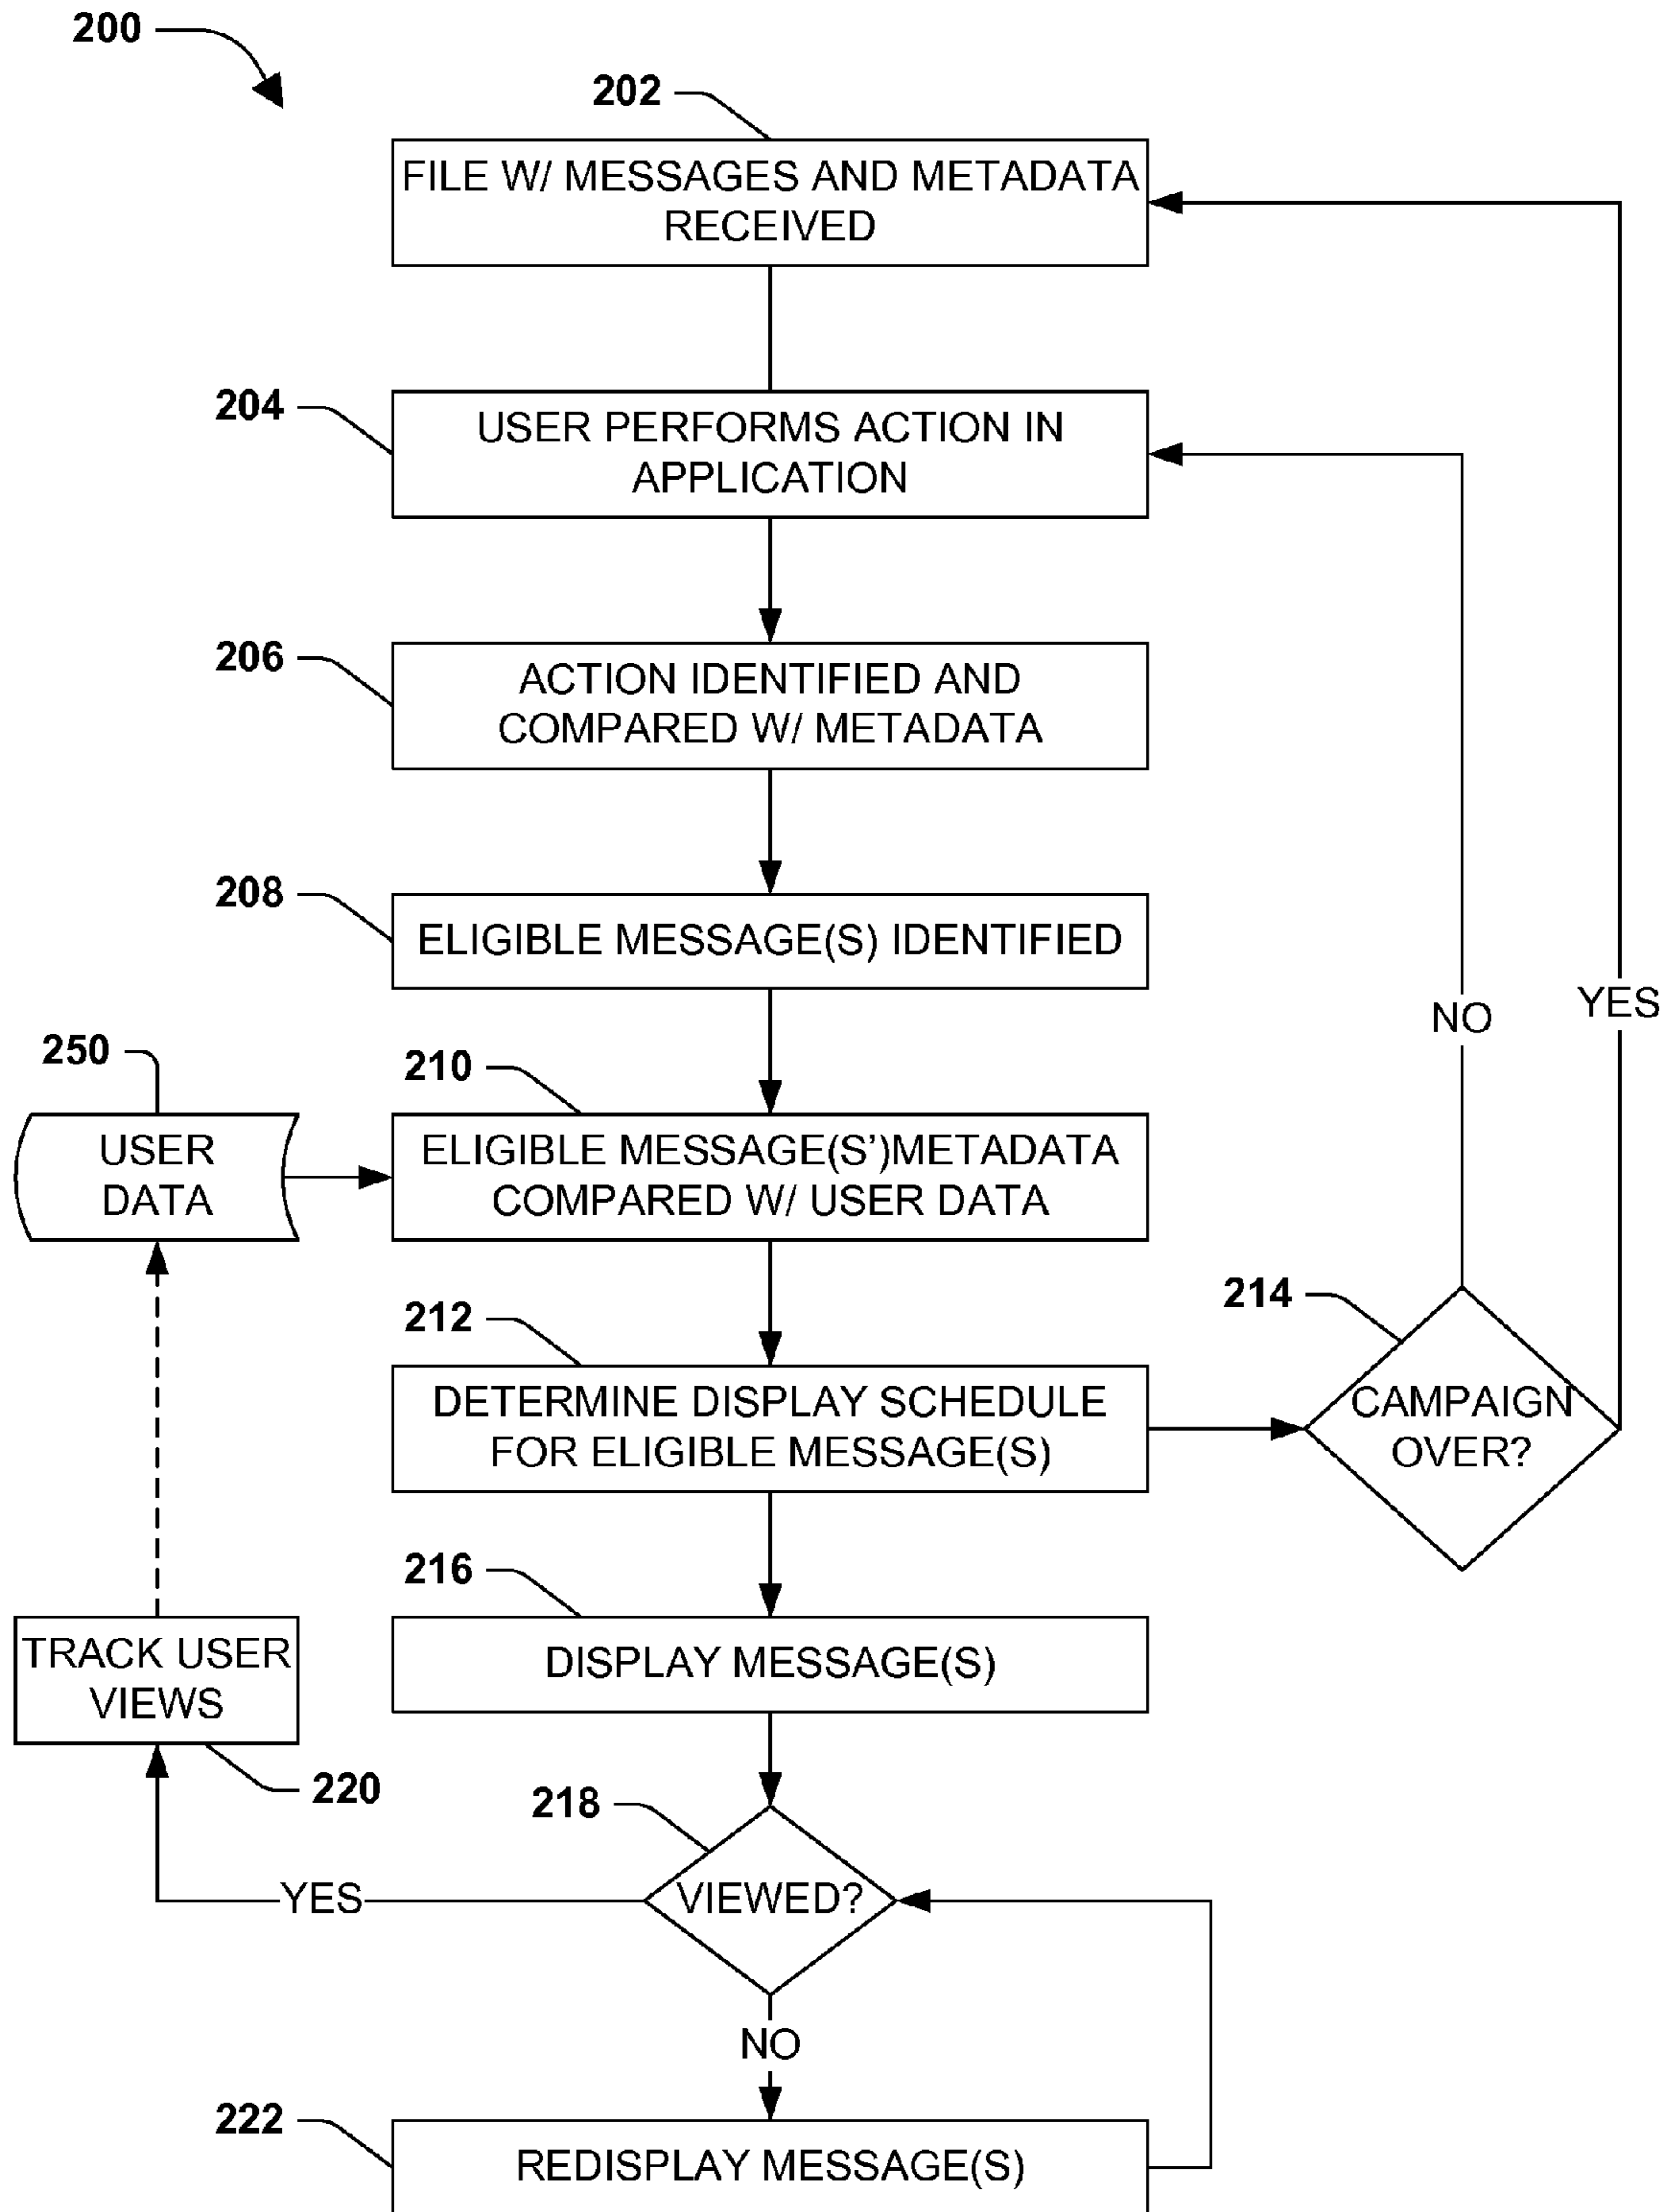 200
202
FILE W/ MESSAGES AND METADATA
RECEIVED
204
USER PERFORMS ACTION IN
APPLICATION
206
ACTION IDENTIFIED AND
COMPARED W/ METADATA
208
ELIGIBLE MESSAGE(S) IDENTIFIED
NO
YES
250
USER
DATA
210
ELIGIBLE MESSAGE(S')METADATA
COMPARED W/ USER DATA
212
DETERMINE DISPLAY SCHEDULE
FOR ELIGIBLE MESSAGE(S)
214
CAMPAIGN
OVER?
216
DISPLAY MESSAGE(S)
TRACK USER
VIEWS
220
218
VIEWED?
YES
NO
222
REDISPLAY MESSAGE(S)